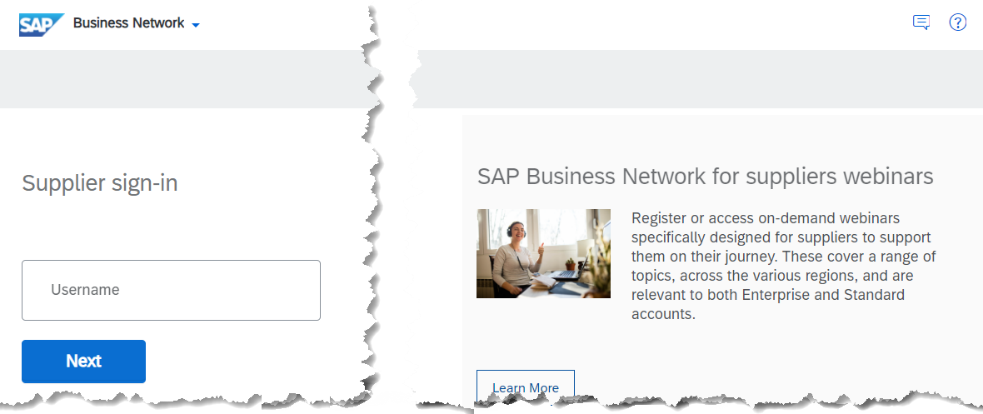 SAP Business Network
Supplier sign-in
Username
Next
SAP Business Network for suppliers webinars
Register or access on-demand webinars
specifically designed for suppliers to support
them on their journey. These cover a range of
topics, across the various regions, and are
relevant to both Enterprise and Standard
accounts.
Learn More